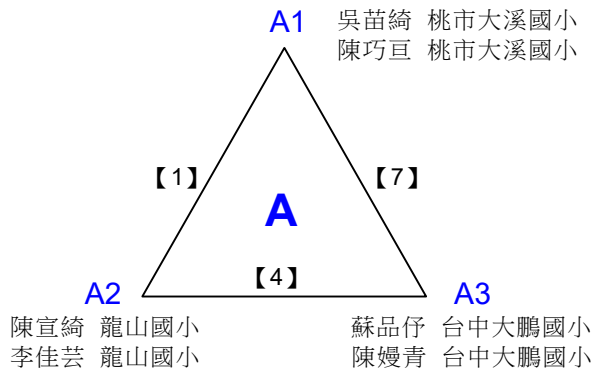 A1
吳苗綺 桃市大溪國小
陳巧亘 桃市大溪國小
【1】
【7】
A
【4】
A2
A3
陳宣綺 龍山國小
李佳芸 龍山國小
蘇品伃 台中大鵬國小
陳嫚青 台中大鵬國小